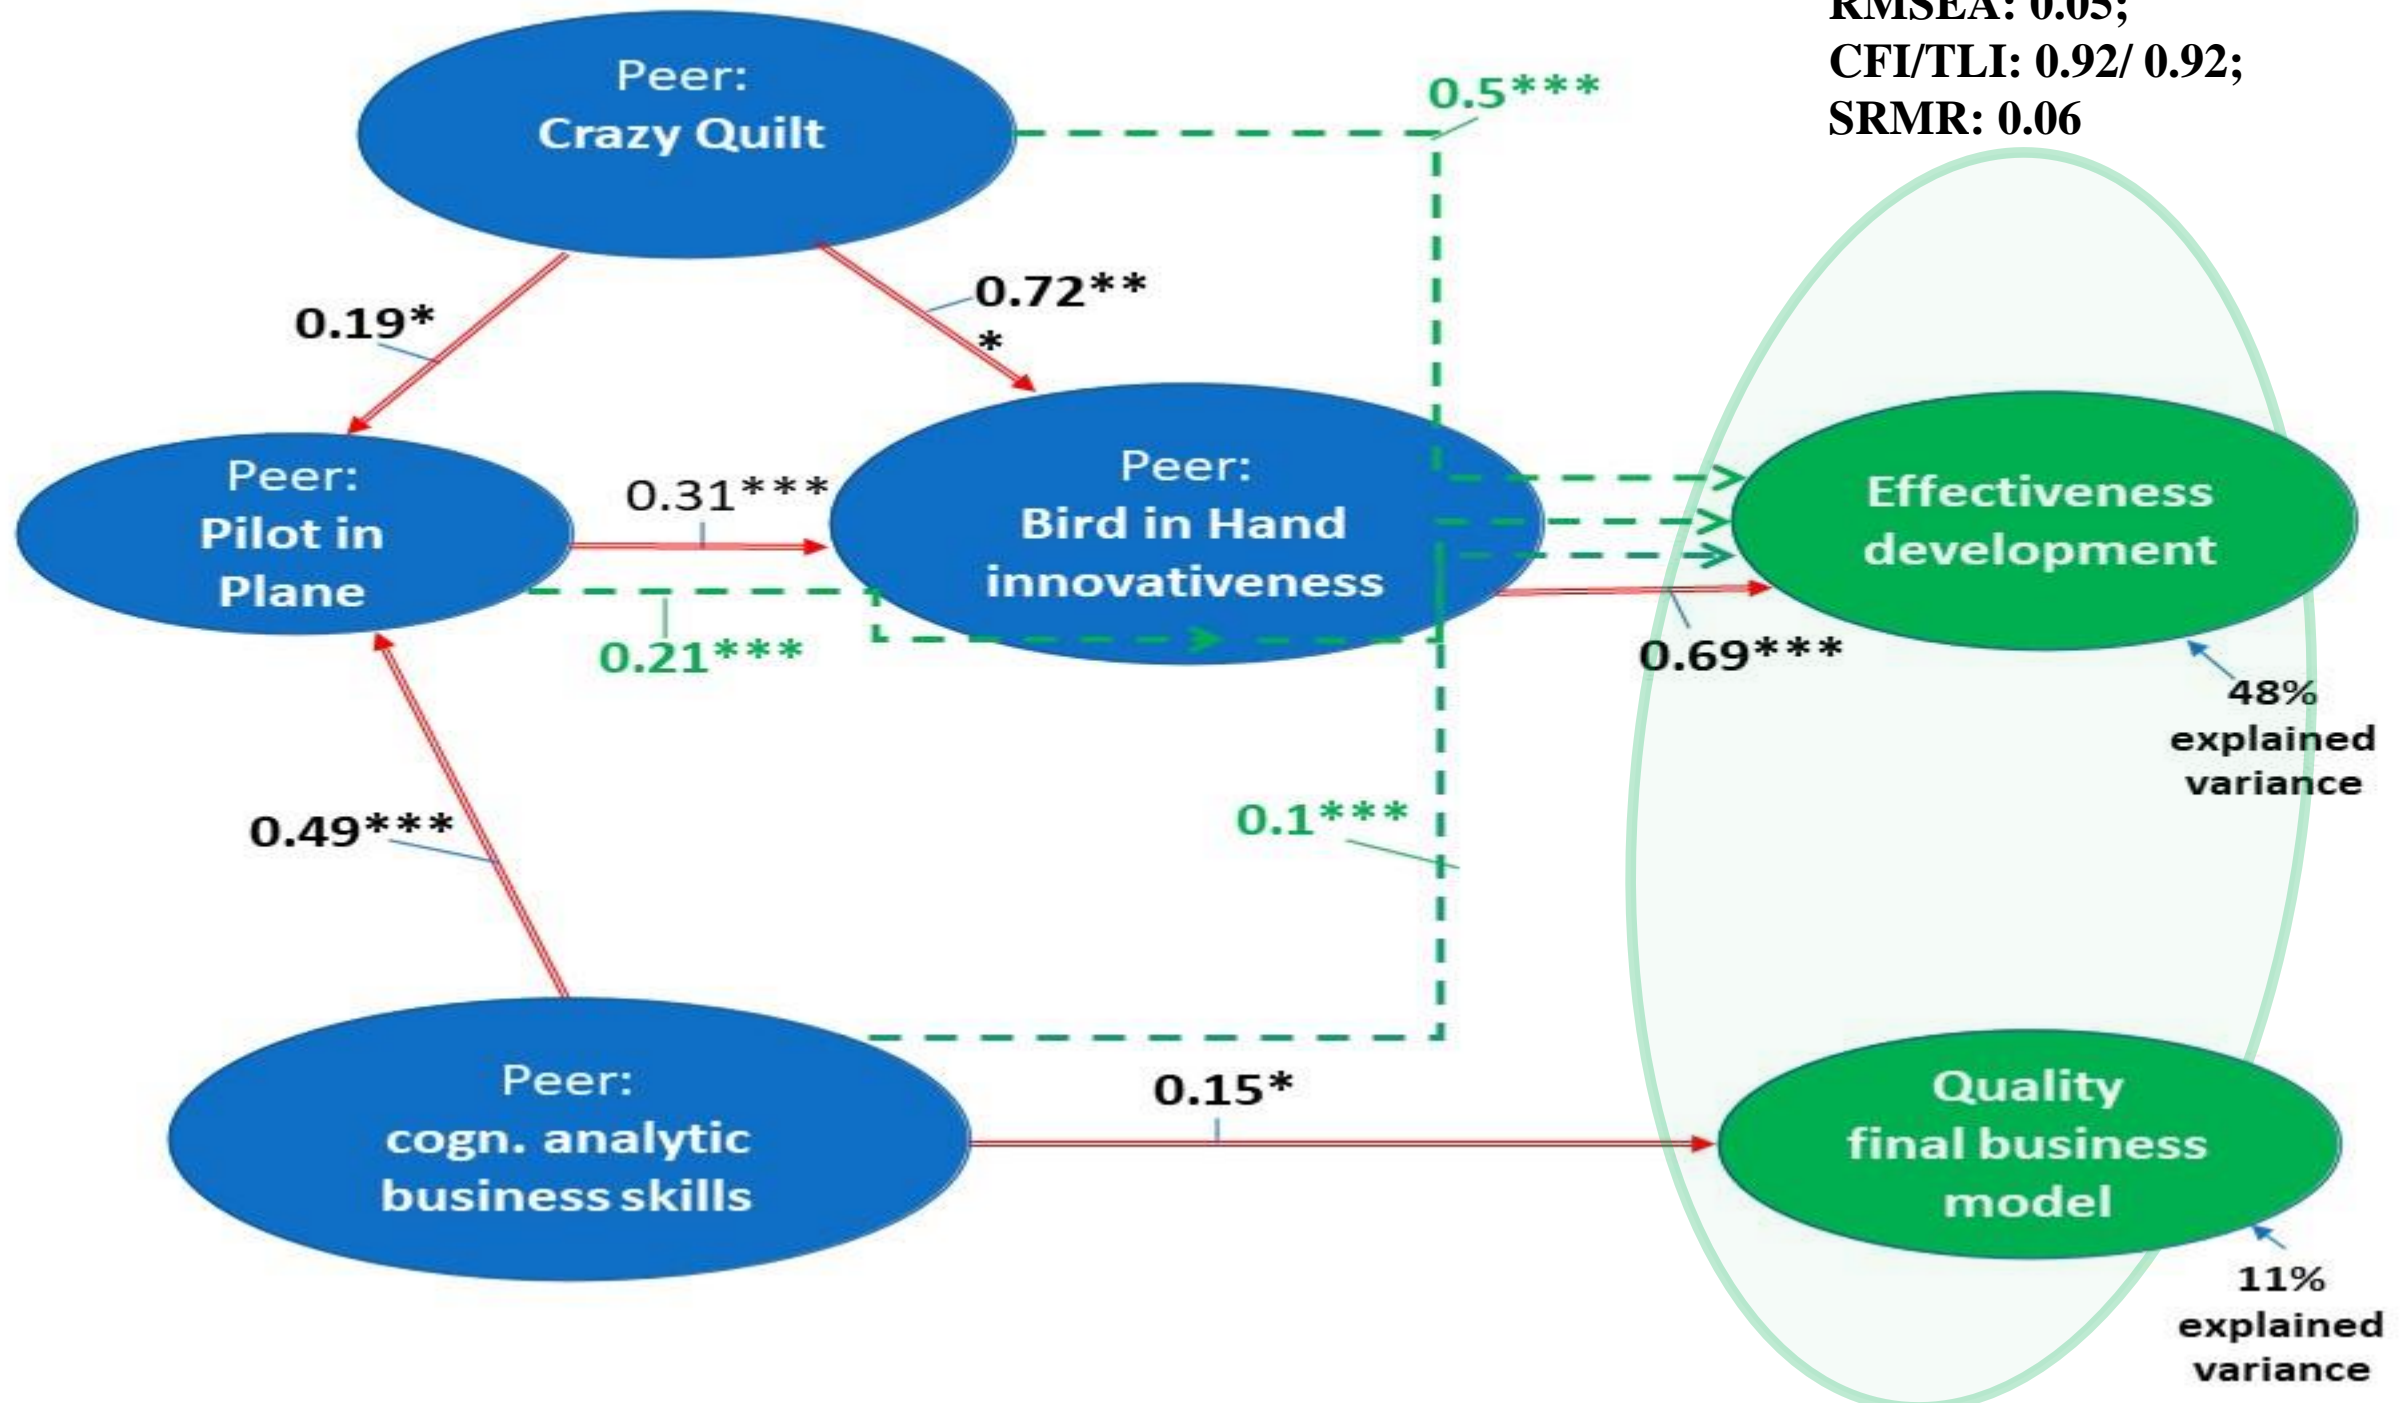 RMSEA: 0.05;
CFI/TLI: 0.92/ 0.92;
SRMR: 0.06
Peer:
Crazy Quilt
0.5***
0.19*
0.72**
*
Peer:
Pilot in
Plane
0.31***
0.21***
Peer:
Bird in Hand
innovativeness
Effectiveness
development
0.69***
48%
explained
variance
0.49***
0.1***
Peer:
cogn. analytic
business skills
0.15*
Quality
final business
model
11%
explained
variance